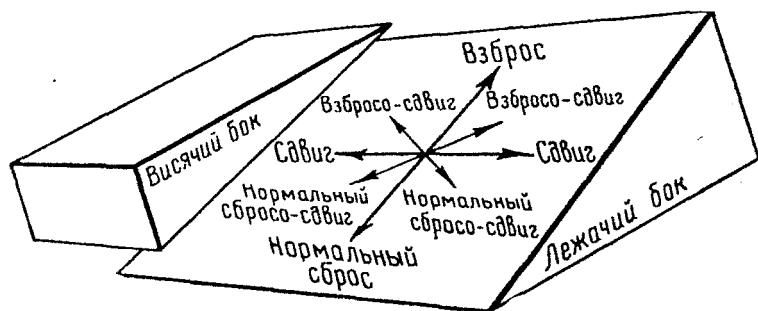 Взброс
Взбросо-сдвиг
Взбросо-сдвиг
Висячий бок
Сдвиг
Сдвиг
Нормальный
сбросо-сдвиг
Нормальный
сбросо-сдвиг
Нормальный
сброс
Лежачий бок